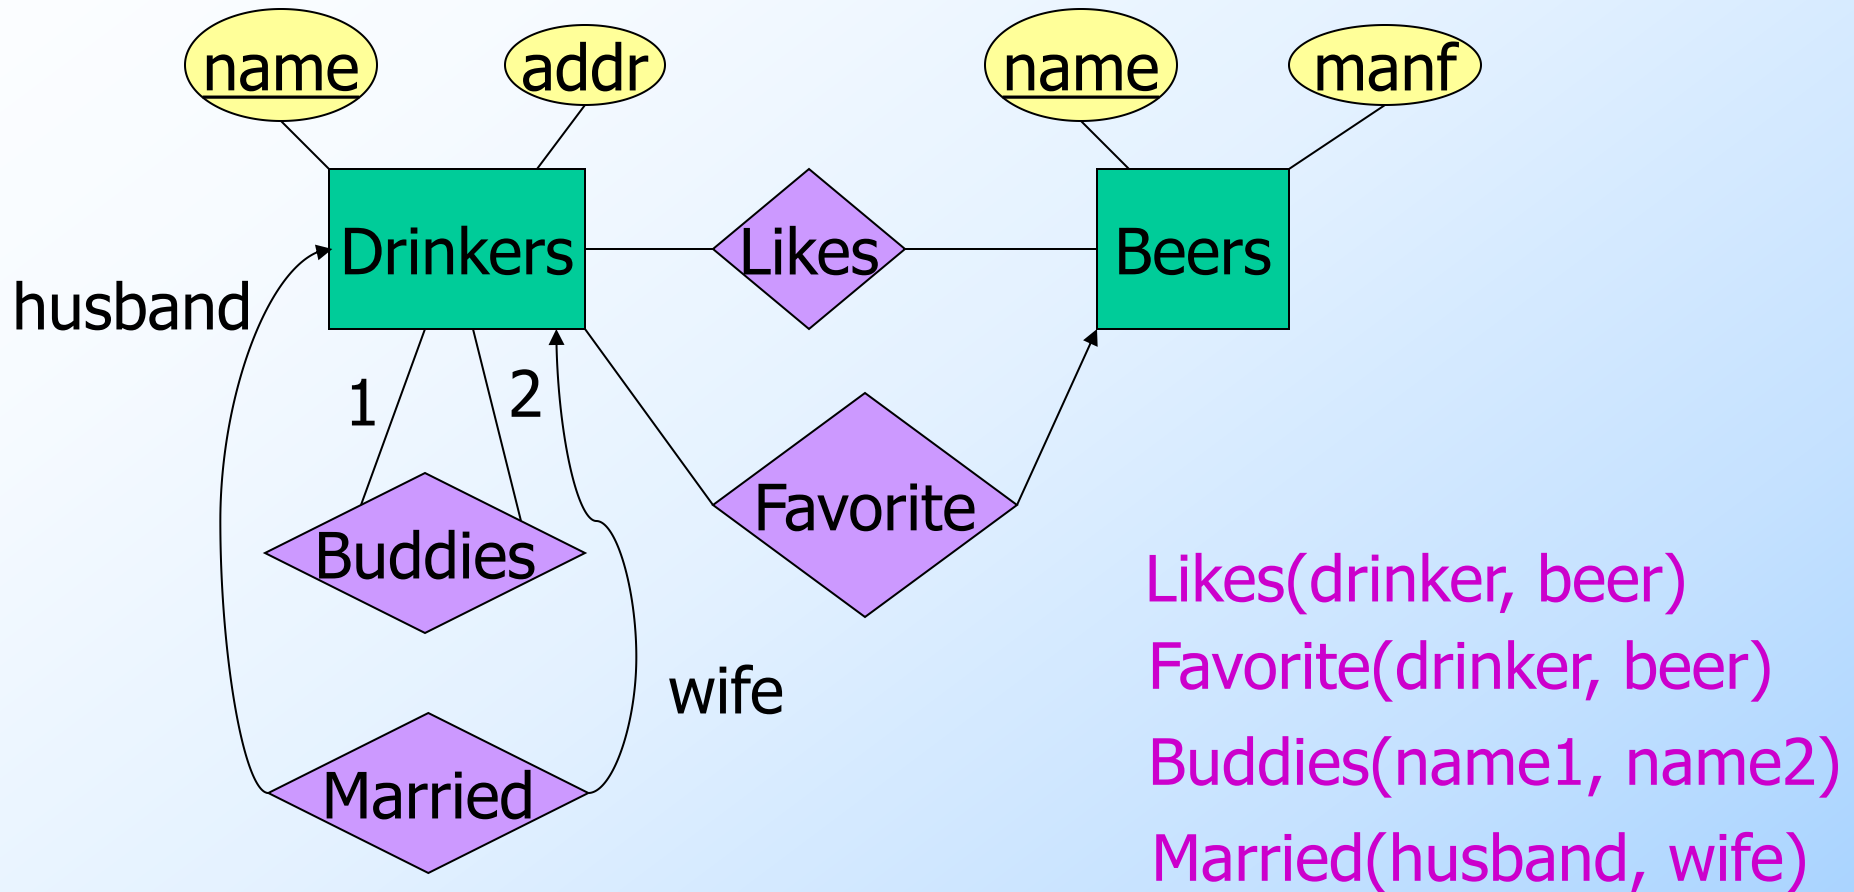 name
addr
name
manf
Drinkers
Likes
Beers
husband
1
2
Favorite
Buddies
Likes(drinker, beer)
Favorite(drinker, beer)
wife
Buddies(name1, name2)
Married
Married(husband, wife)